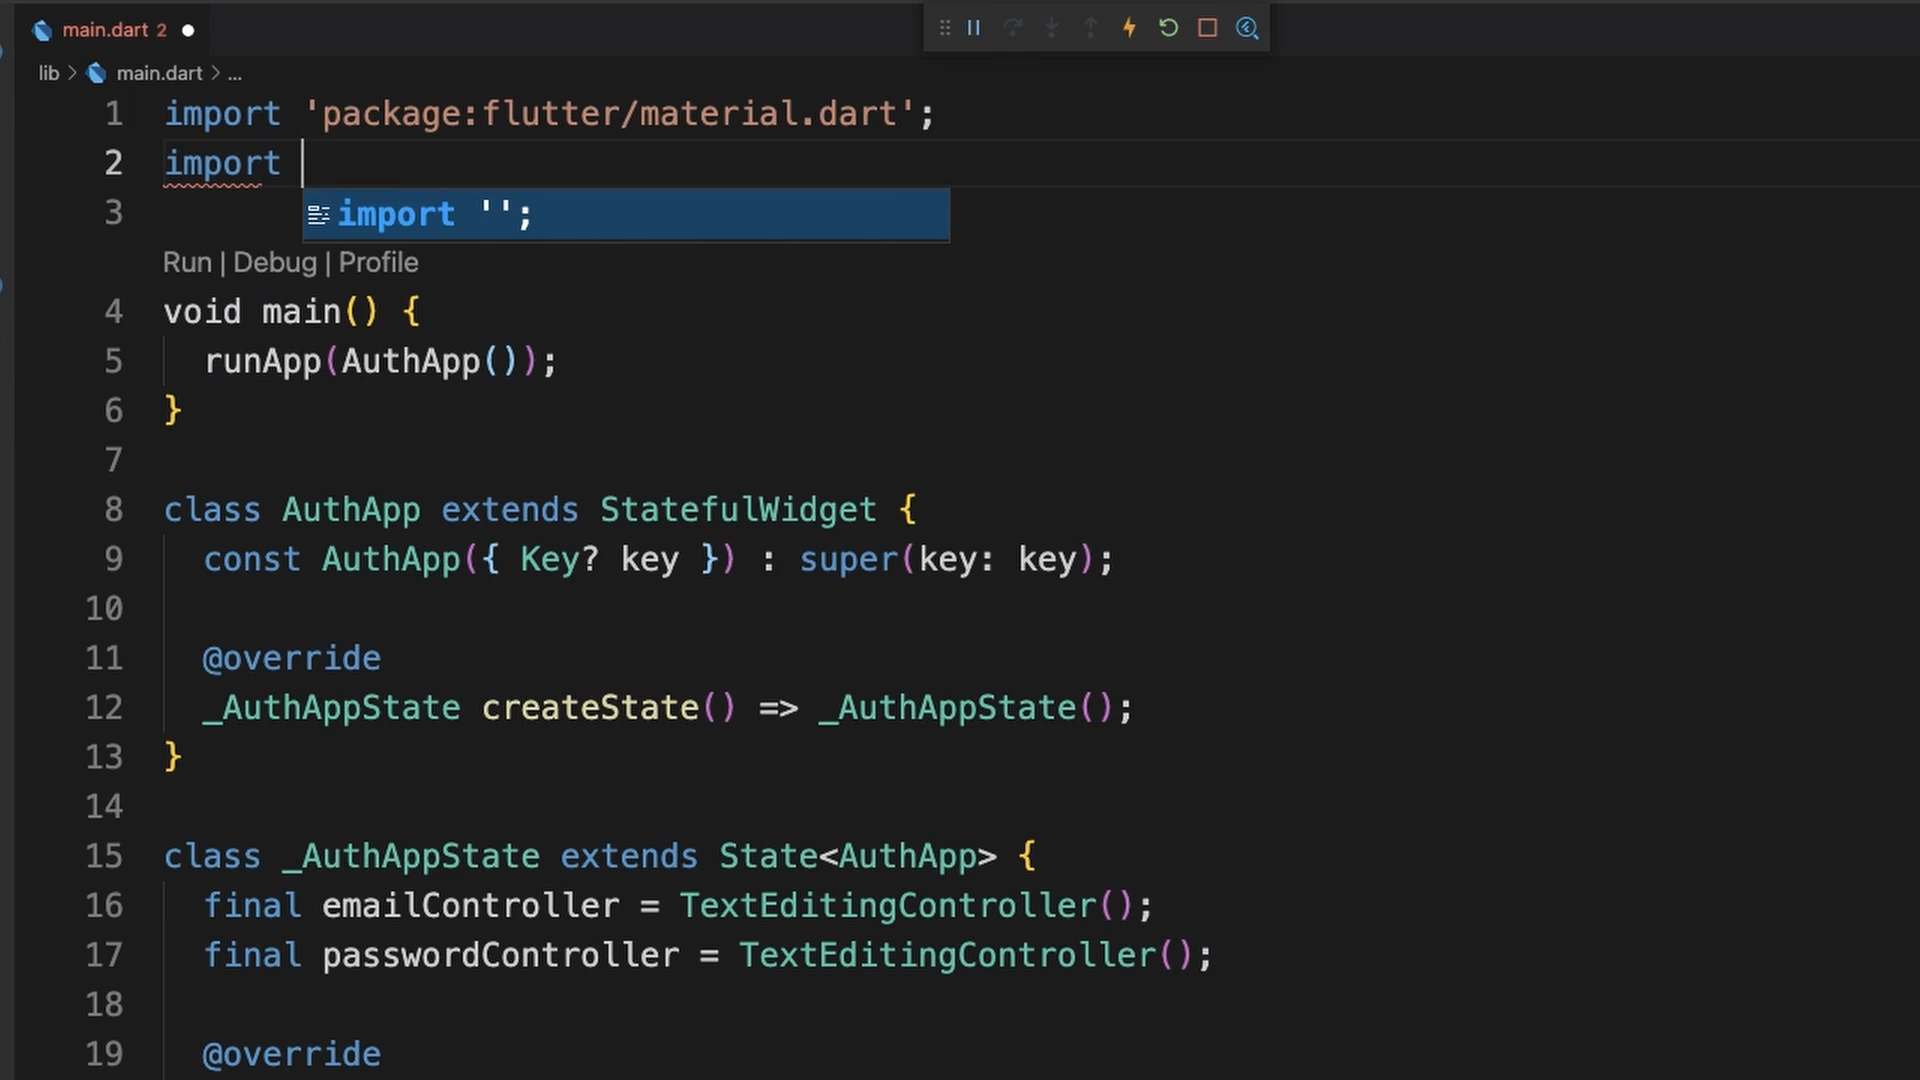 main.dart 2
lib > main.dart > ...
1 import 'package:flutter/material.dart';
2 import
import '';
3
Run | Debug | Profile
4 void main() {
5 runApp(AuthApp());
6 }
7
8 class AuthApp extends StatefulWidget {
9 const AuthApp({ Key? key }) : super(key: key);
10
11 @override
12 _AuthAppState createState() => _AuthAppState();
13 }
14
15 class _AuthAppState extends State<AuthApp> {
16 final emailController = TextEditingController();
17 final passwordController = TextEditingController();
18
19 @override